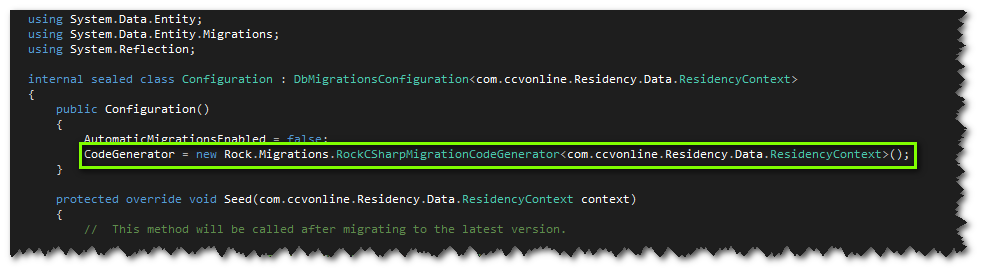 using System.Data.Entity;
using System.Data.Entity.Migrations;
using System.Reflection;
internal sealed class Configuration : DbMigrationsConfiguration<com.ccvonline.Residency.Data.ResidencyContext>
{
public Configuration()
{
AutomaticMigrationsEnabled = false;
CodeGenerator = new Rock.Migrations.RockCSharpMigrationCodeGenerator<com.ccvonline.Residency.Data.ResidencyContext>();
}
protected override void Seed(com.ccvonline.Residency.Data.ResidencyContext context)
{
//  This method will be called after migrating to the latest version.